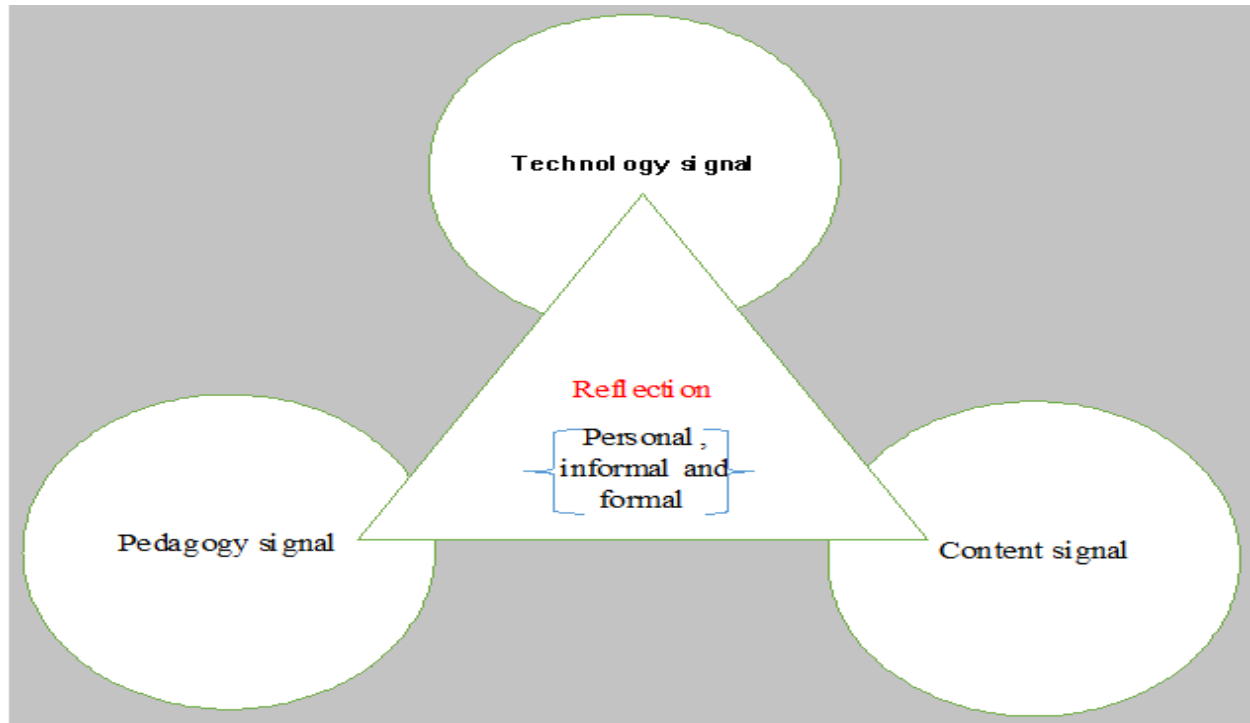 Technology signal
Reflection
Personal,
informal and
formal
Pedagogy signal
Content signal